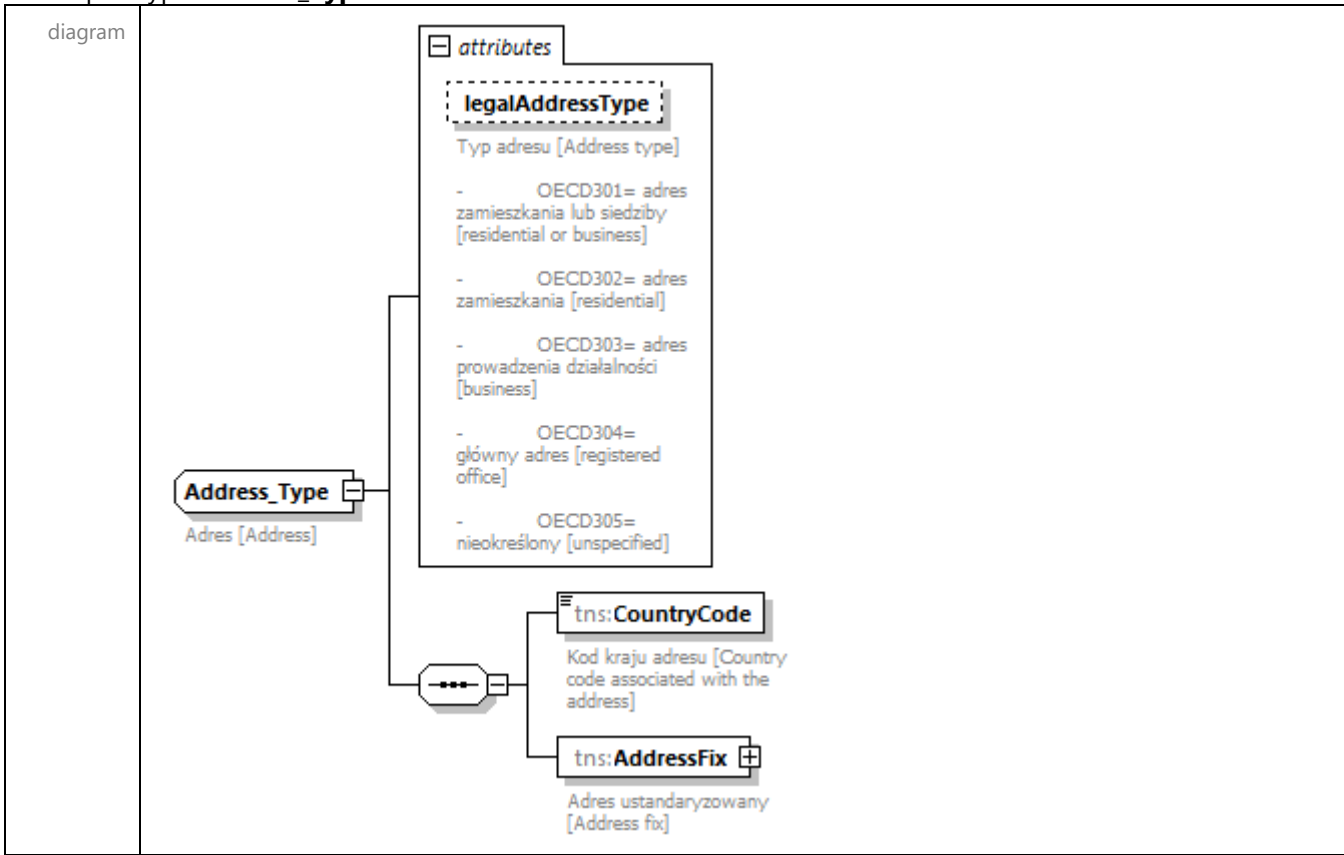 diagram
attributes
legalAddressType
Typ adresu [Address type]
- OECD301= adres
zamieszkania lub siedziby
[residential or business]
- OECD302= adres
zamieszkania [residential]
- OECD303= adres
prowadzenia działalności
[business]
- OECD304=
główny adres [registered
office]
- OECD305=
nieokreślony [unspecified]
Address_Type
Adres [Address]
tns:CountryCode
Kod kraju adresu [Country
code associated with the
address]
tns:AddressFix
Adres ustandaryzowany
[Address fix]